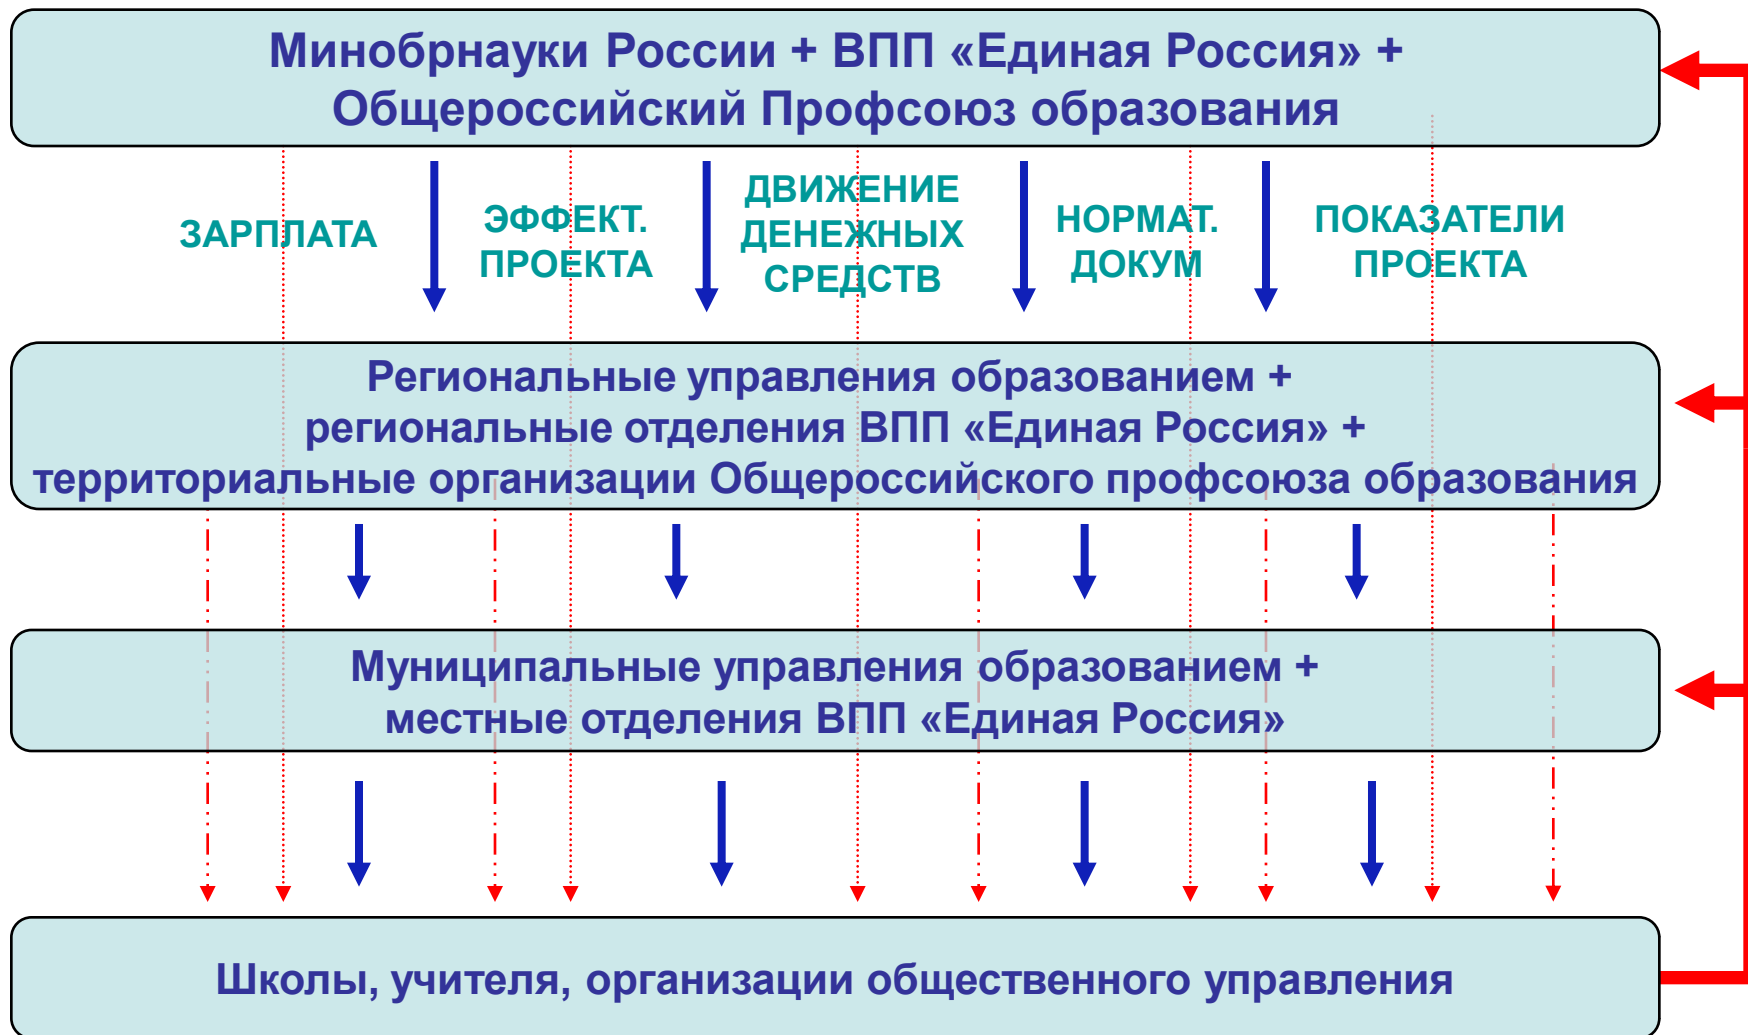 Минобрнауки России + ВПП «Единая Россия» +
Общероссийский Профсоюз образования
ЗАРПЛАТА
ЭФФЕКТ.
ПРОЕКТА
ДВИЖЕНИЕ
ДЕНЕЖНЫХ
СРЕДСТВ
НОРМАТ.
ДОКУМ
ПОКАЗАТЕЛИ
ПРОЕКТА
Региональные управления образованием +
региональные отделения ВПП «Единая Россия» +
территориальные организации Общероссийского профсоюза образования
Муниципальные управления образованием +
местные отделения ВПП «Единая Россия»
Школы, учителя, организации общественного управления